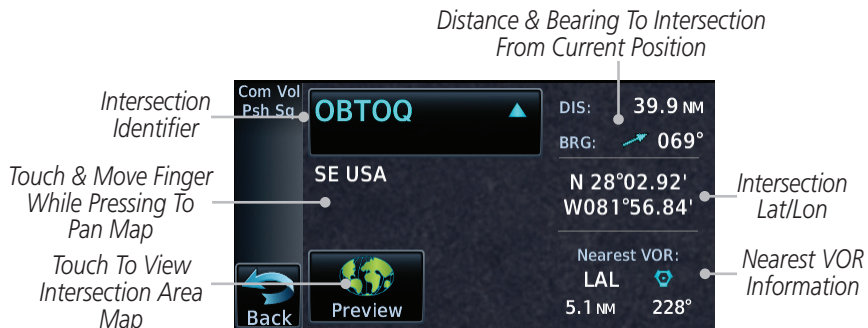 Distance & Bearing To Intersection
From Current Position
Intersection
Identifier
Touch & Move Finger
While Pressing To
Pan Map
Touch To View
Intersection Area
Map
Com Vol
Psh Sq
OBTOQ
SE USA
Back
Preview
DIS: 39.9 NM
BRG: 069°
N 28°02.92'
W081°56.84'
Nearest VOR:
LAL
5.1 NM 228°
Intersection
Lat/Lon
Nearest VOR
Information